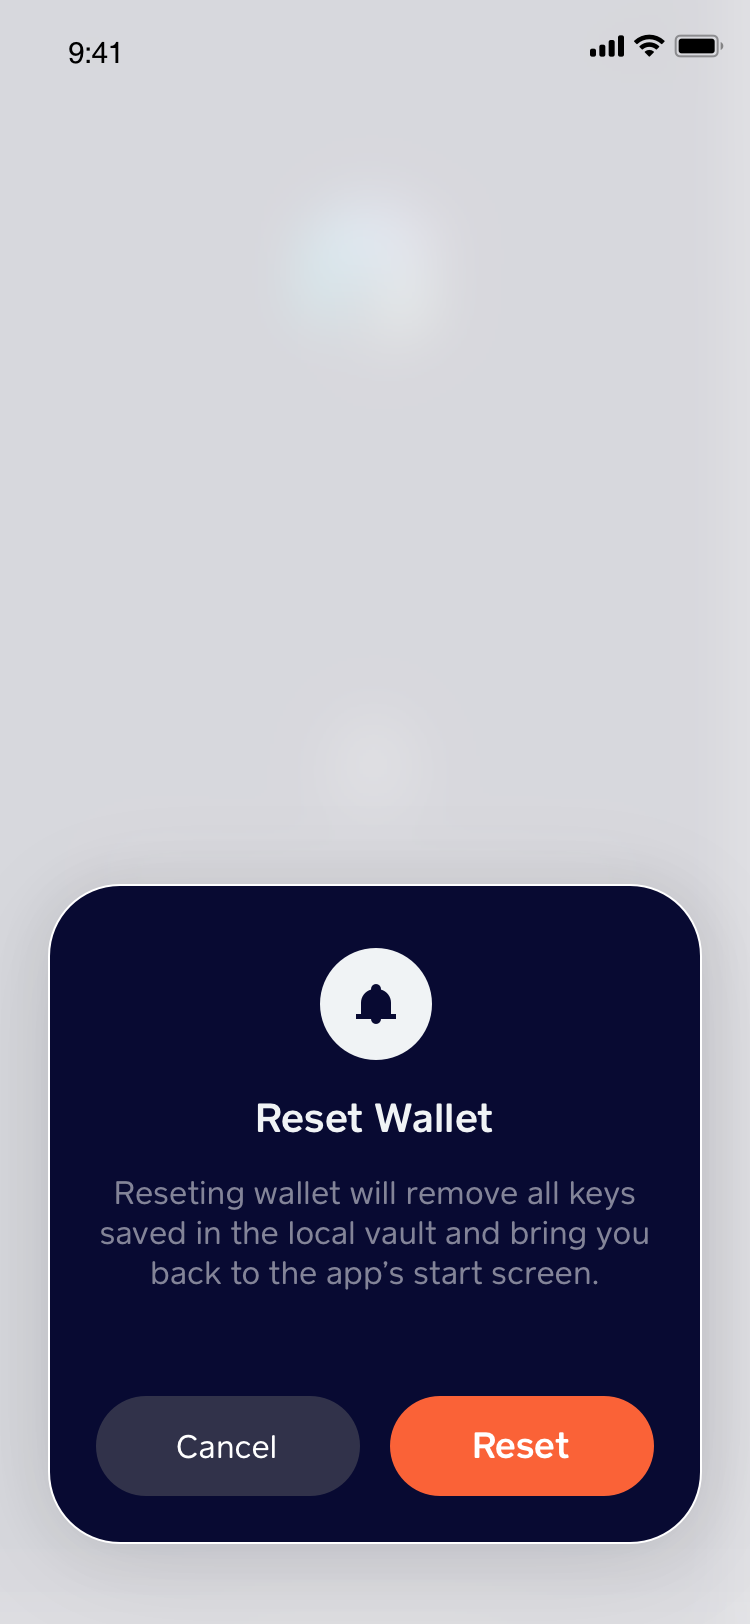 9:41
Reset Wallet
Reseting wallet will remove all keys
saved in the local vault and bring you
back to the app’s start screen.
Cancel
Reset